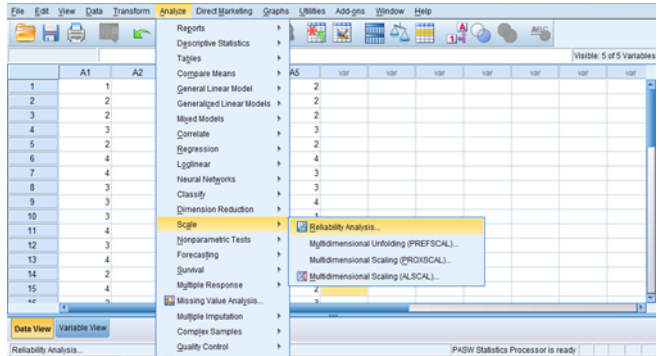 File Edit View Data Transform Analyze Direct Marketing Graphs Utilities Add-ons Window Help
Visible: 5 of 5 Variables
A1 A2 A5 var var var var var var var
Reports
Descriptive Statistics
Tables
Compare Means
General Linear Model
Generalized Linear Models
Mixed Models
Correlate
Regression
Loglinear
Neural Networks
Classify
Dimension Reduction
Scale
Nonparametric Tests
Forecasting
Survival
Multiple Response
Missing Value Analysis...
Multiple Imputation
Complex Samples
Quality Control
Reliability Analysis...
Multidimensional Unfolding (PREFSCAL)...
Multidimensional Scaling (PROXSCAL)...
Multidimensional Scaling (ALSCAL)...
1 1 2
2 2 2
3 2 2
4 3 3
5 2 2
6 4 4
7 4 3
8 3 3
9 3 4
10 3
11 4
12 3
13 4
14 2
15 4 2
Data View Variable View
Reliability Analysis... PASW Statistics Processor is ready